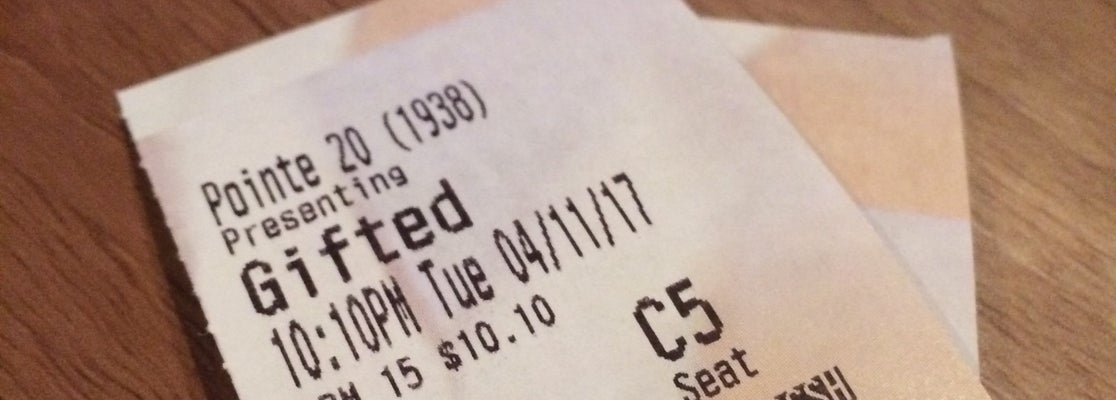 Pointe 20 (1938)
Presenting
Gifted
10:10PM Tue 04/11/17
15 $10.10
C5
Seat